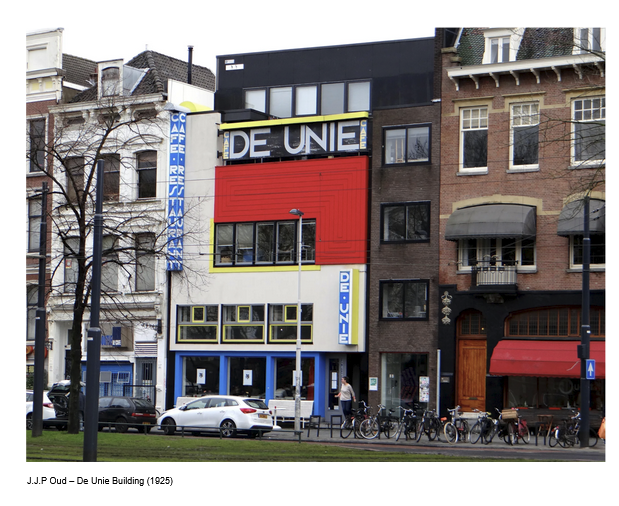 DE UNIE
CAFE·RESTAURANT
DE·UNIE
J.J.P Oud – De Unie Building (1925)